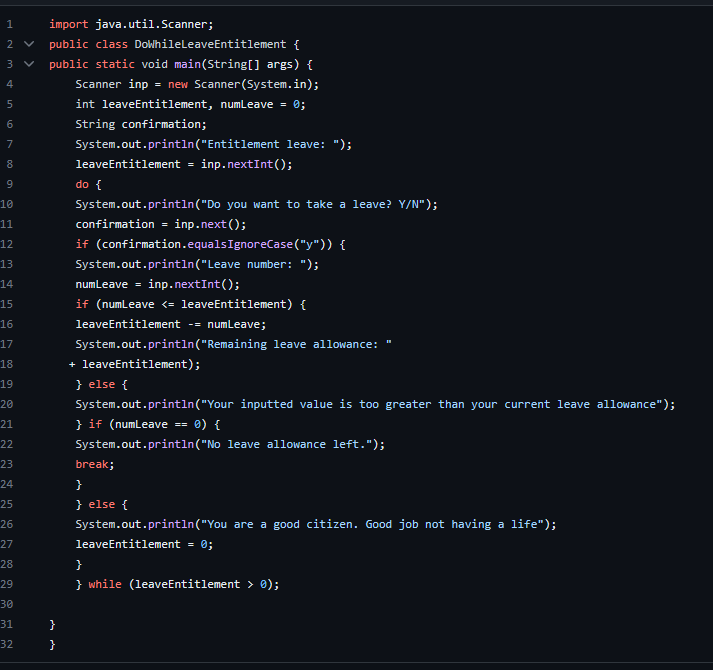 1 import java.util.Scanner;
2 public class DoWhileLeaveEntitlement {
3 public static void main(String[] args) {
4 Scanner inp = new Scanner(System.in);
5 int leaveEntitlement, numLeave = 0;
6 String confirmation;
7 System.out.println("Entitlement leave: ");
8 leaveEntitlement = inp.nextInt();
9 do {
10 System.out.println("Do you want to take a leave? Y/N");
11 confirmation = inp.next();
12 if (confirmation.equalsIgnoreCase("y")) {
13 System.out.println("Leave number: ");
14 numLeave = inp.nextInt();
15 if (numLeave <= leaveEntitlement) {
16 leaveEntitlement -= numLeave;
17 System.out.println("Remaining leave allowance: "
18 + leaveEntitlement);
19 } else {
20 System.out.println("Your inputted value is too greater than your current leave allowance");
21 } if (numLeave == 0) {
22 System.out.println("No leave allowance left.");
23 break;
24 }
25 } else {
26 System.out.println("You are a good citizen. Good job not having a life");
27 leaveEntitlement = 0;
28 }
29 } while (leaveEntitlement > 0);
30
31 }
32 }